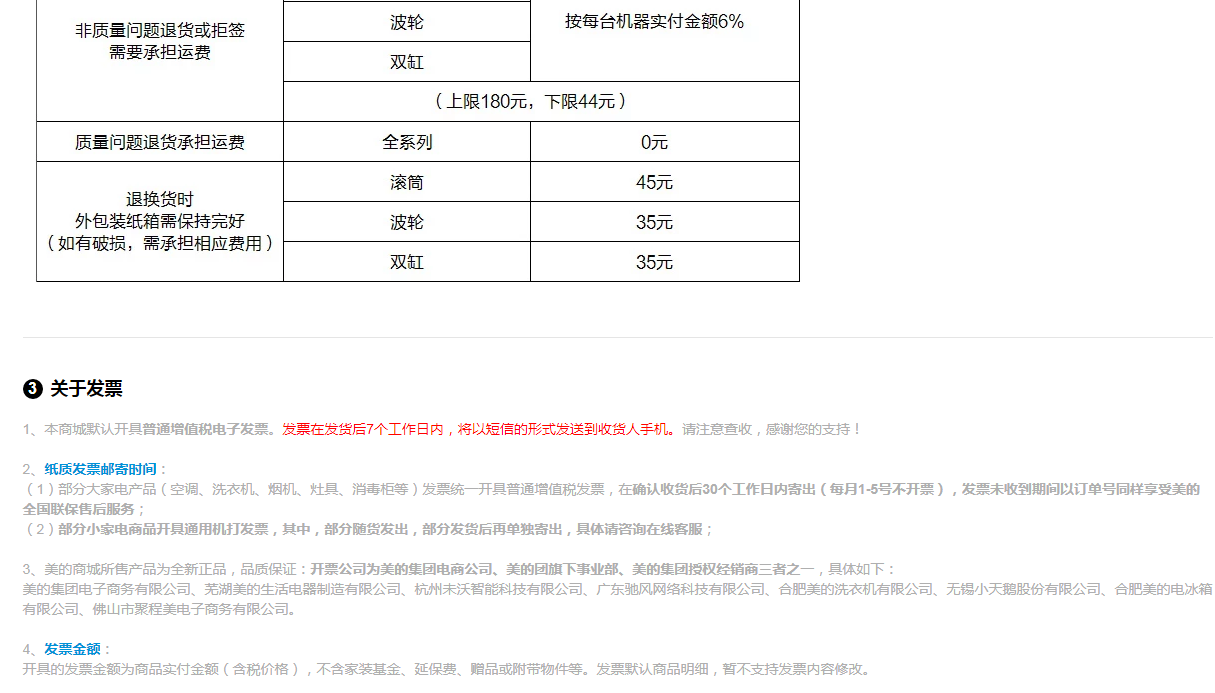 非质量问题退货或拒签
需要承担运费
波轮
按每台机器实付金额6%
双缸
（上限180元，下限44元）
质量问题退货承担运费
全系列
0元
退换货时
外包装纸箱需保持完好
（如有破损，需承担相应费用）
滚筒
45元
波轮
35元
双缸
35元
3 关于发票
1、本商城默认开具普通增值税电子发票。发票在发货后7个工作日内，将以短信的形式发送到收货人手机。请注意查收，感谢您的支持！
2、纸质发票邮寄时间：
（1）部分大家电产品（空调、洗衣机、烟机、灶具、消毒柜等）发票统一开具普通增值税发票，在确认收货后30个工作日内寄出（每月1-5号不开票），发票未收到期间以订单号同样享受美的
全国联保售后服务；
（2）部分小家电商品开具通用机打发票，其中，部分随货发出，部分发货后再单独寄出，具体请咨询在线客服；
3、美的商城所售产品为全新正品，品质保证：开票公司为美的集团电商公司、美的团旗下事业部、美的集团授权经销商三者之一，具体如下：
美的集团电子商务有限公司、芜湖美的生活电器制造有限公司、杭州未沃智能科技有限公司、广东驰风网络科技有限公司、合肥美的洗衣机有限公司、无锡小天鹅股份有限公司、合肥美的电冰箱
有限公司、佛山市聚程美电子商务有限公司。
4、发票金额：
开具的发票金额为商品实付金额（含税价格），不含家装基金、延保费、赠品或附带物件等。发票默认商品明细，暂不支持发票内容修改。